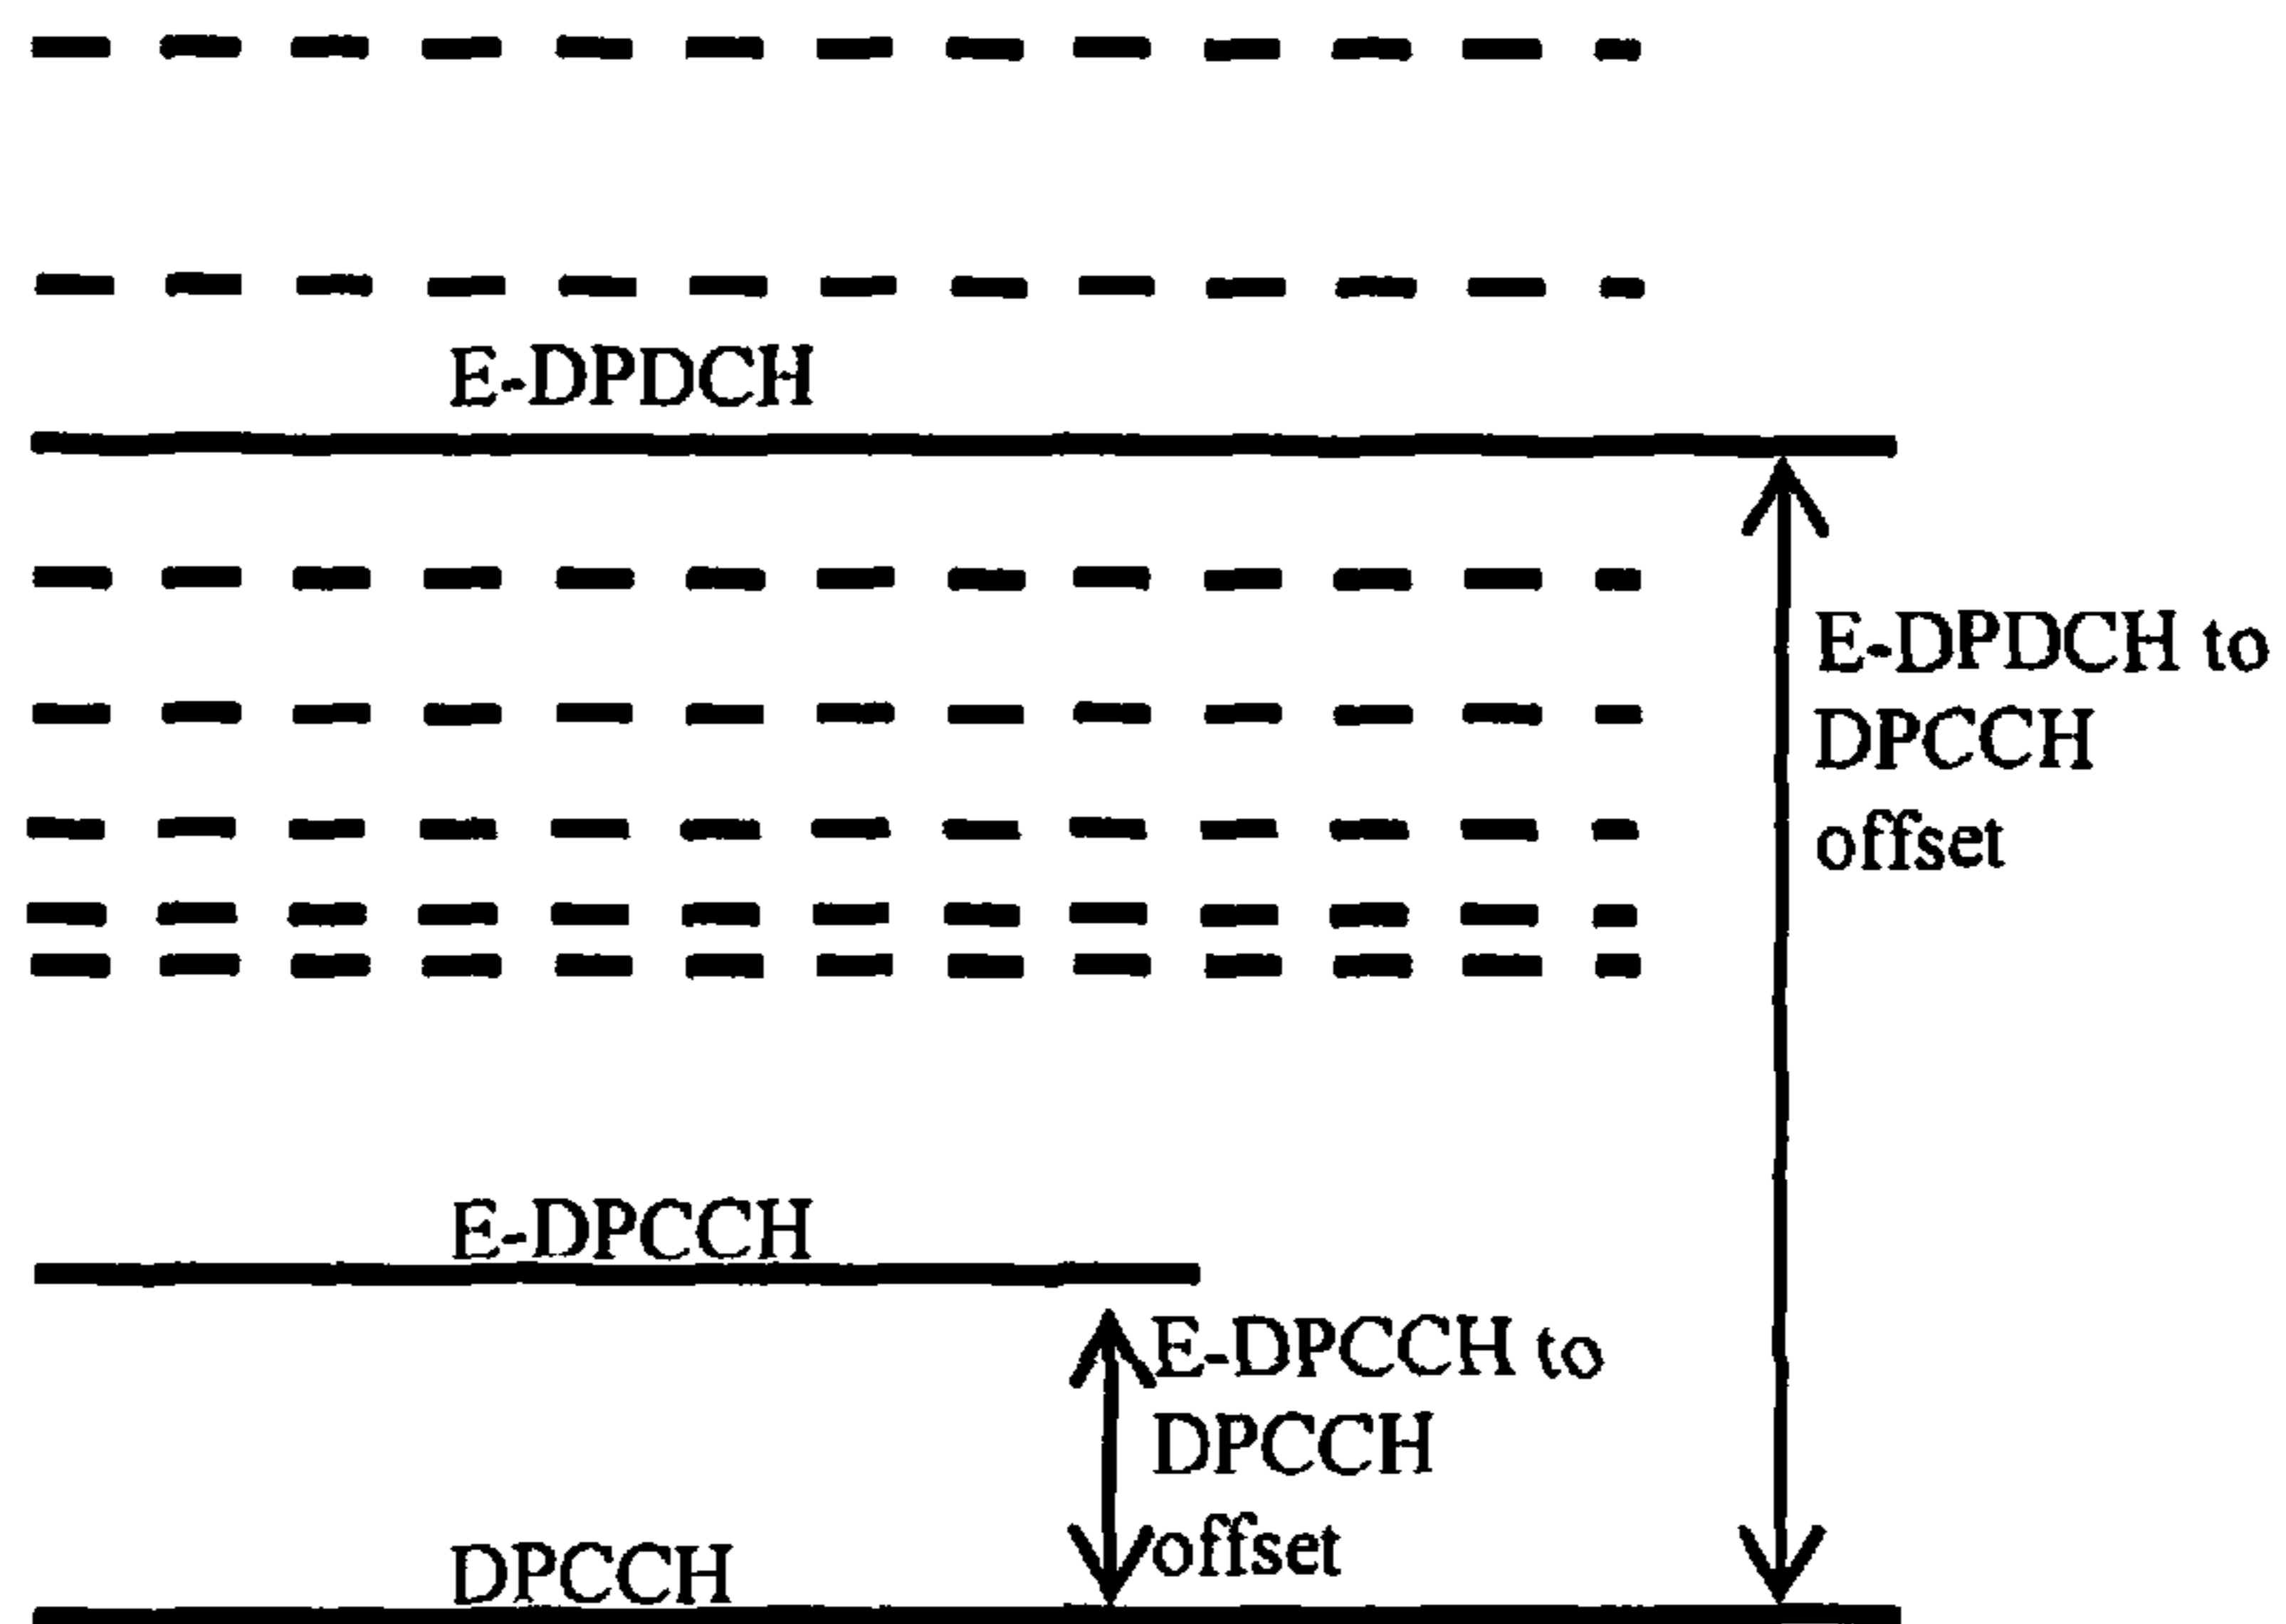 E-DPDCH
E-DPDCH to
DPCCH
offset
E-DPCCH
E-DPCCH to
DPCCH
offset
DPCCH